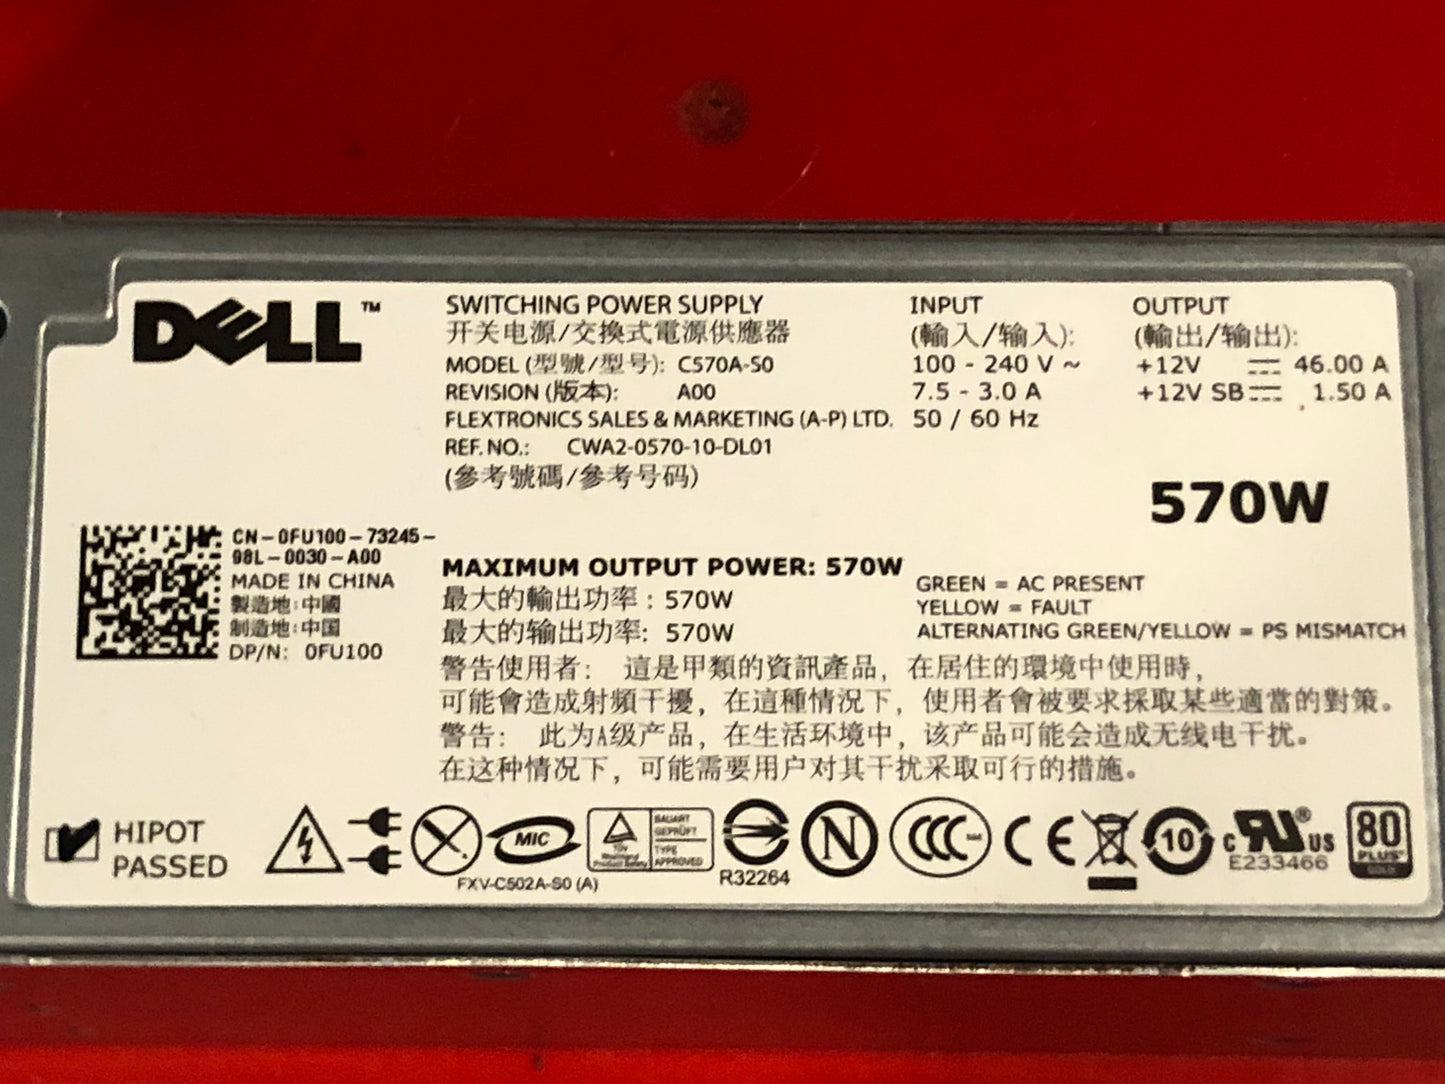 DELL™
SWITCHING POWER SUPPLY
开关电源/交換式電源供應器
MODEL (型號/型号): C570A-S0
REVISION (版本): A00
FLEXTRONICS SALES & MARKETING (A-P) LTD.
REF. NO.: CWA2-0570-10-DL01
(參考號碼/參考号码)
INPUT
(輸入/输入):
100 - 240 V ~
7.5 - 3.0 A
50 / 60 Hz
OUTPUT
(輸出/输出):
+12V ⎓ 46.00 A
+12V SB ⎓ 1.50 A
570W
CN-0FU100-73245-
98L-0030-A00
MADE IN CHINA
製造地:中國
制造地:中国
DP/N: 0FU100
MAXIMUM OUTPUT POWER: 570W
最大的輸出功率: 570W
最大的输出功率: 570W
GREEN = AC PRESENT
YELLOW = FAULT
ALTERNATING GREEN/YELLOW = PS MISMATCH
警告使用者: 這是甲類的資訊產品, 在居住的環境中使用時,
可能會造成射頻干擾, 在這種情況下, 使用者會被要求採取某些適當的對策。
警告: 此为A级产品, 在生活环境中, 该产品可能会造成无线电干扰。
在这种情况下, 可能需要用户对其干扰采取可行的措施。
HIPOT
PASSED
MIC
FXV-C502A-S0 (A)
TÜV
Product Safety
BAUART
GEPRÜFT
TYPE
APPROVED
R32264
N
CCC
CE
10
c RU® US
E233466
80
PLUS
GOLD